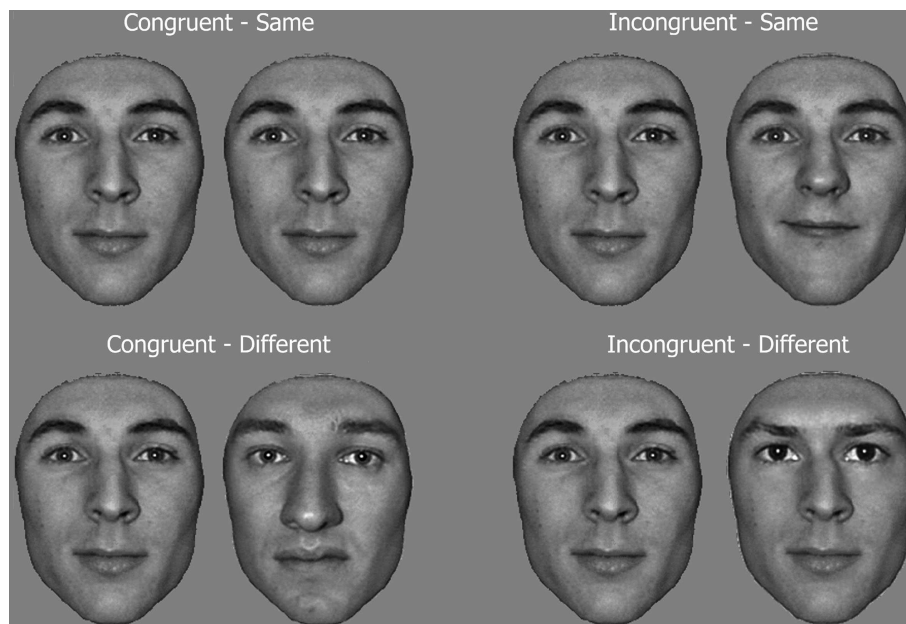 Congruent - Same
Incongruent - Same
Congruent - Different
Incongruent - Different